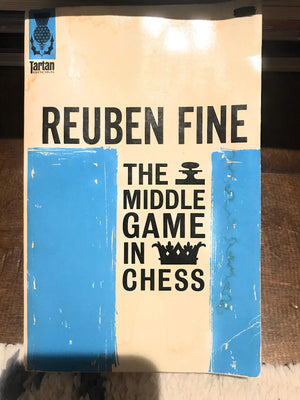 Tartan
REUBEN FINE
THE
MIDDLE
GAME
IN
CHESS